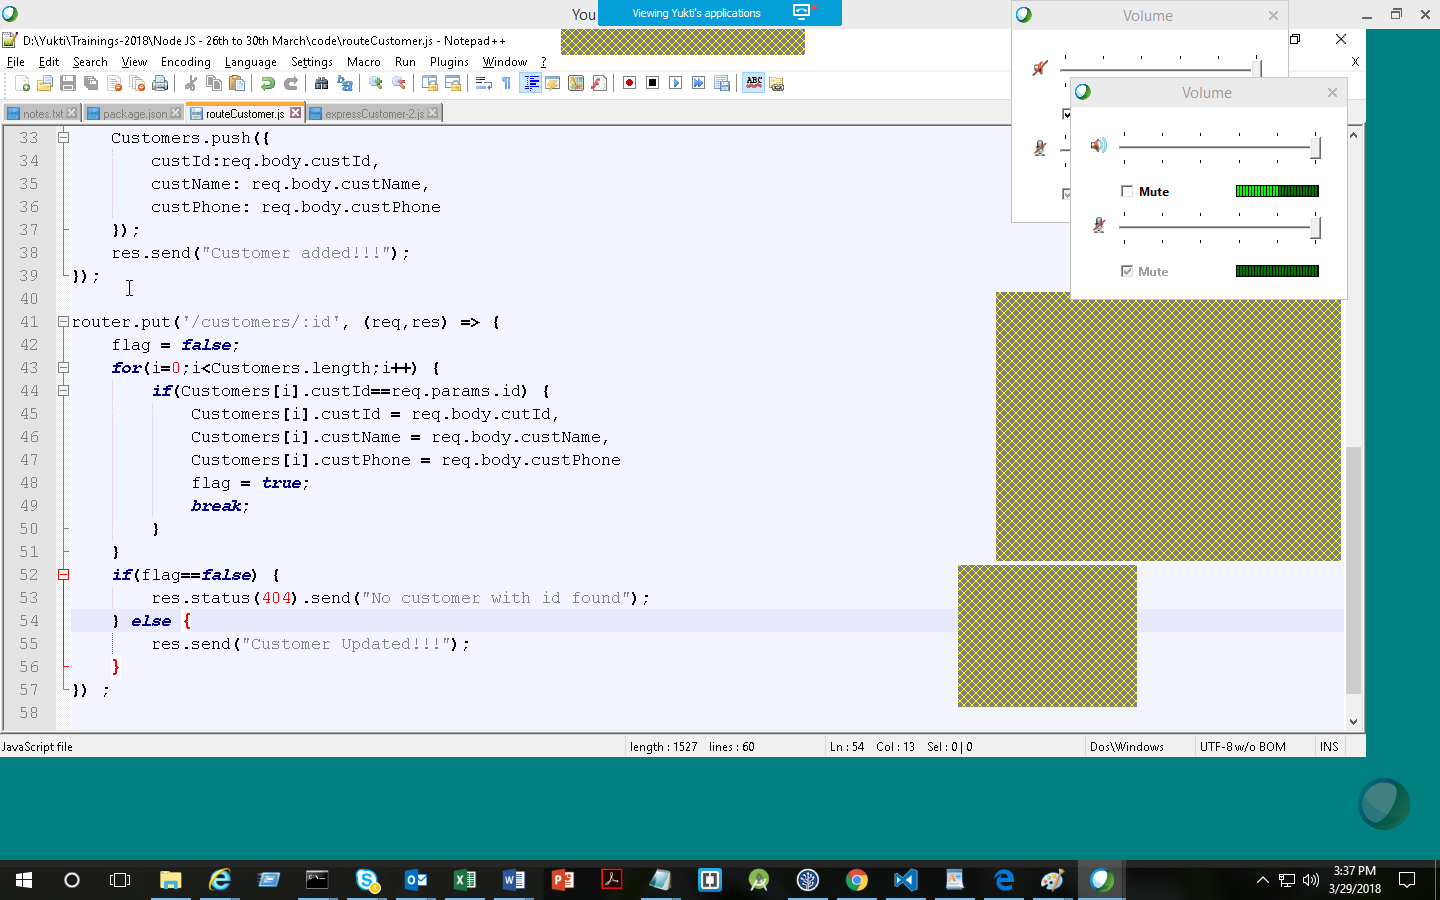 You
Viewing Yukti's applications
Volume
D:\Yukti\Trainings-2018\Node JS - 26th to 30th March\code\routeCustomer.js - Notepad++
File Edit Search View Encoding Language Settings Macro Run Plugins Window ?
X
ABC
Volume
notes.txt package.json routeCustomer.js expressCustomer-2.js
Mute
Mute
33 Customers.push({
34 custId:req.body.custId,
35 custName: req.body.custName,
36 custPhone: req.body.custPhone
37 });
38 res.send("Customer added!!!");
39 });
40
41 router.put('/customers/:id', (req,res) => {
42 flag = false;
43 for(i=0;i<Customers.length;i++) {
44 if(Customers[i].custId==req.params.id) {
45 Customers[i].custId = req.body.cutId,
46 Customers[i].custName = req.body.custName,
47 Customers[i].custPhone = req.body.custPhone
48 flag = true;
49 break;
50 }
51 }
52 if(flag==false) {
53 res.status(404).send("No customer with id found");
54 } else {
55 res.send("Customer Updated!!!");
56 }
57 }) ;
58
JavaScript file length : 1527 lines : 60 Ln : 54 Col : 13 Sel : 0 | 0 Dos\Windows UTF-8 w/o BOM INS
3:37 PM
3/29/2018